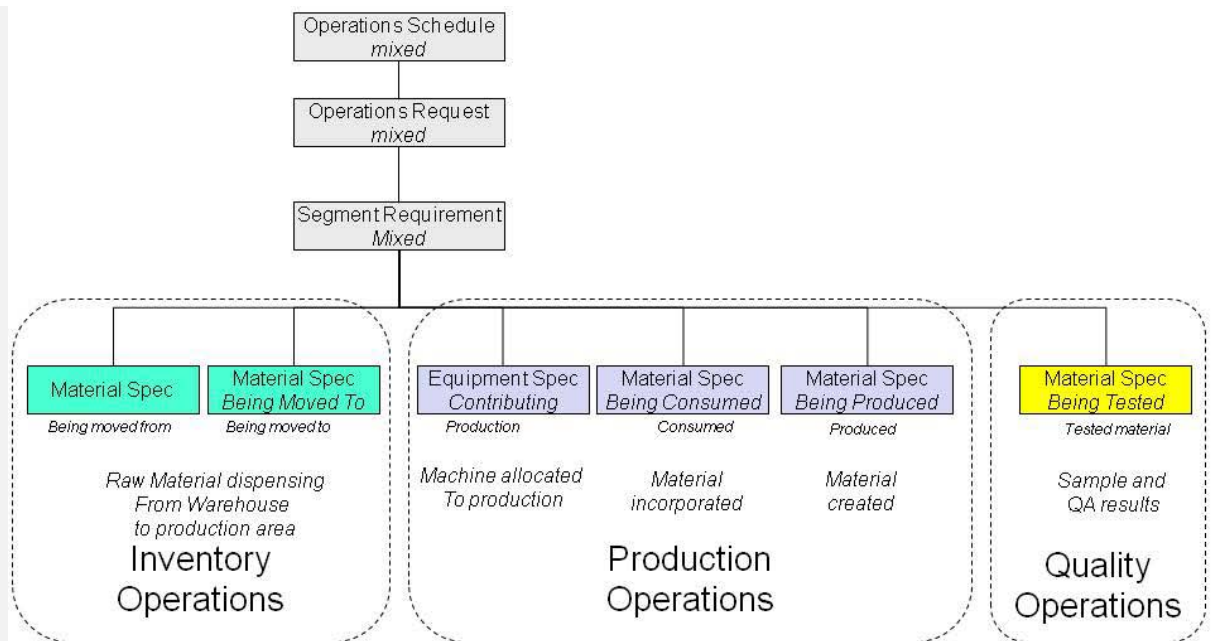 Operations Schedule
mixed
Operations Request
mixed
Segment Requirement
Mixed
Material Spec
Being moved from
Material Spec
Being Moved To
Being moved to
Raw Material dispensing
From Warehouse
to production area
Inventory
Operations
Equipment Spec
Contributing
Production
Machine allocated
To production
Material Spec
Being Consumed
Consumed
Material
incorporated
Material Spec
Being Produced
Produced
Material
created
Production
Operations
Material Spec
Being Tested
Tested material
Sample and
QA results
Quality
Operations